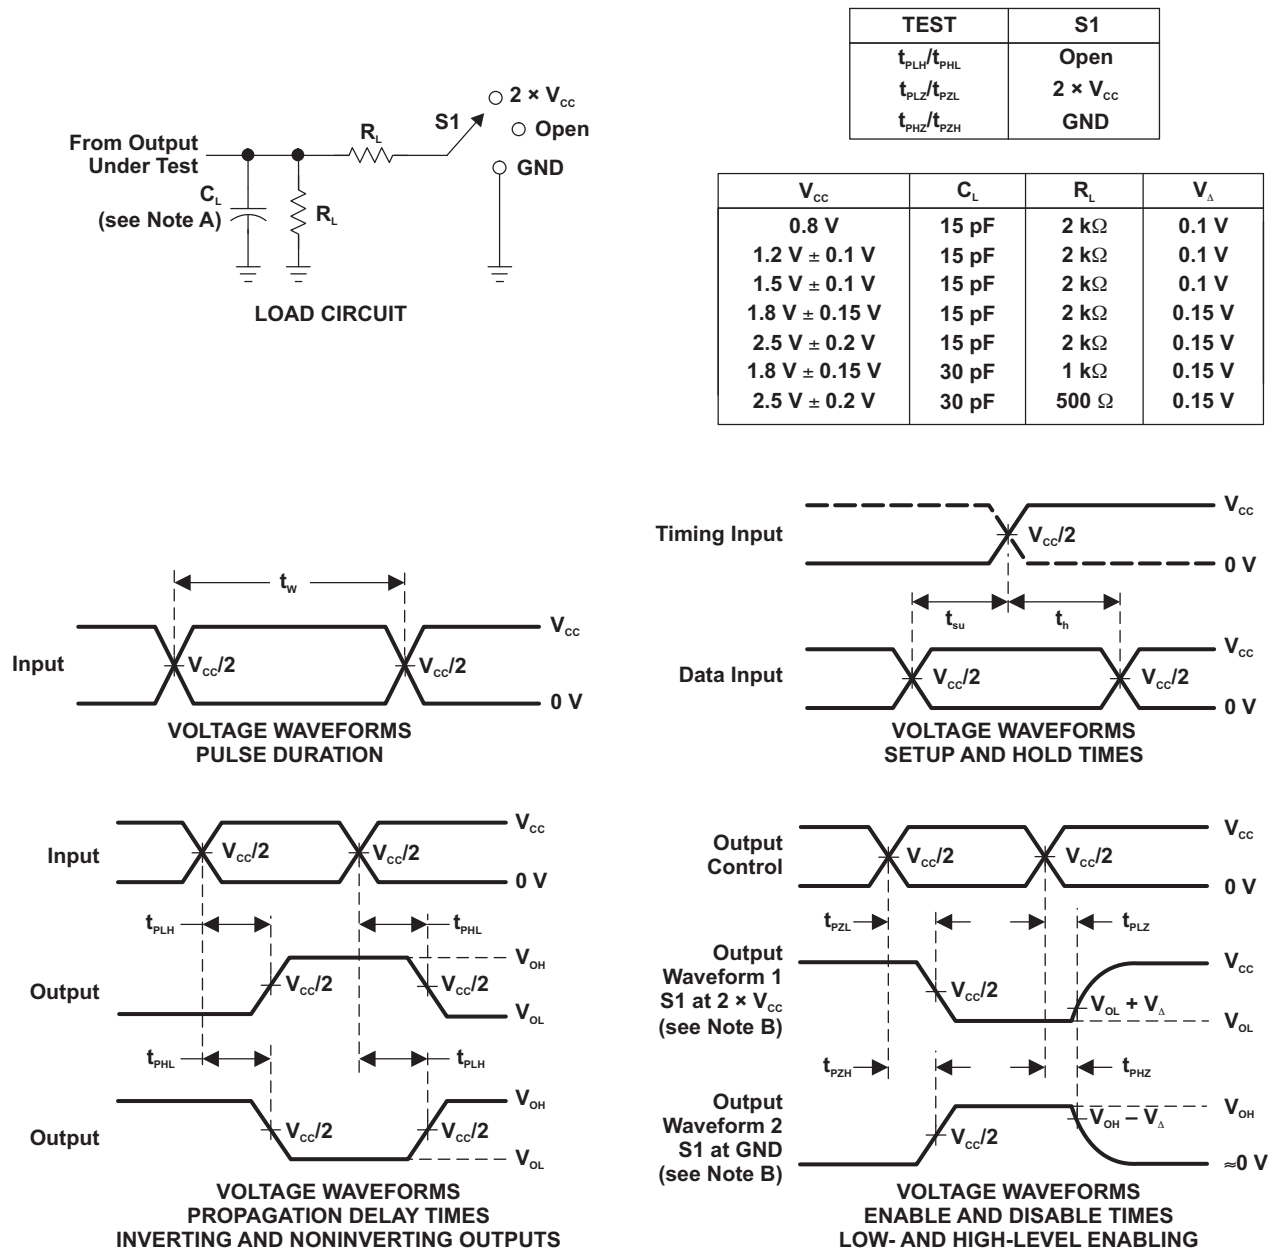 TEST S1
tPLH/tPHL Open
tPLZ/tPZL 2 × VCC
tPHZ/tPZH GND
2 × VCC
S1
Open
GND
From Output
Under Test
RL
CL
(see Note A)
RL
LOAD CIRCUIT
VCC CL RL VΔ
0.8 V 15 pF 2 kΩ 0.1 V
1.2 V ± 0.1 V 15 pF 2 kΩ 0.1 V
1.5 V ± 0.1 V 15 pF 2 kΩ 0.1 V
1.8 V ± 0.15 V 15 pF 2 kΩ 0.15 V
2.5 V ± 0.2 V 15 pF 2 kΩ 0.15 V
1.8 V ± 0.15 V 30 pF 1 kΩ 0.15 V
2.5 V ± 0.2 V 30 pF 500 Ω 0.15 V
tW
Input
VCC/2
VCC/2
VCC
0 V
VOLTAGE WAVEFORMS
PULSE DURATION
Timing Input
VCC/2
VCC
0 V
tsu
th
Data Input
VCC/2
VCC/2
VCC
0 V
VOLTAGE WAVEFORMS
SETUP AND HOLD TIMES
Input
VCC/2
VCC/2
VCC
0 V
tPLH
tPHL
Output
VCC/2
VCC/2
VOH
VOL
tPHL
tPLH
Output
VCC/2
VCC/2
VOH
VOL
VOLTAGE WAVEFORMS
PROPAGATION DELAY TIMES
INVERTING AND NONINVERTING OUTPUTS
Output
Control
VCC/2
VCC/2
VCC
0 V
tPZL
tPLZ
Output
Waveform 1
S1 at 2 × VCC
(see Note B)
VCC/2
VOL + VΔ
VCC
VOL
tPZH
tPHZ
Output
Waveform 2
S1 at GND
(see Note B)
VCC/2
VOH – VΔ
VOH
≈0 V
VOLTAGE WAVEFORMS
ENABLE AND DISABLE TIMES
LOW- AND HIGH-LEVEL ENABLING